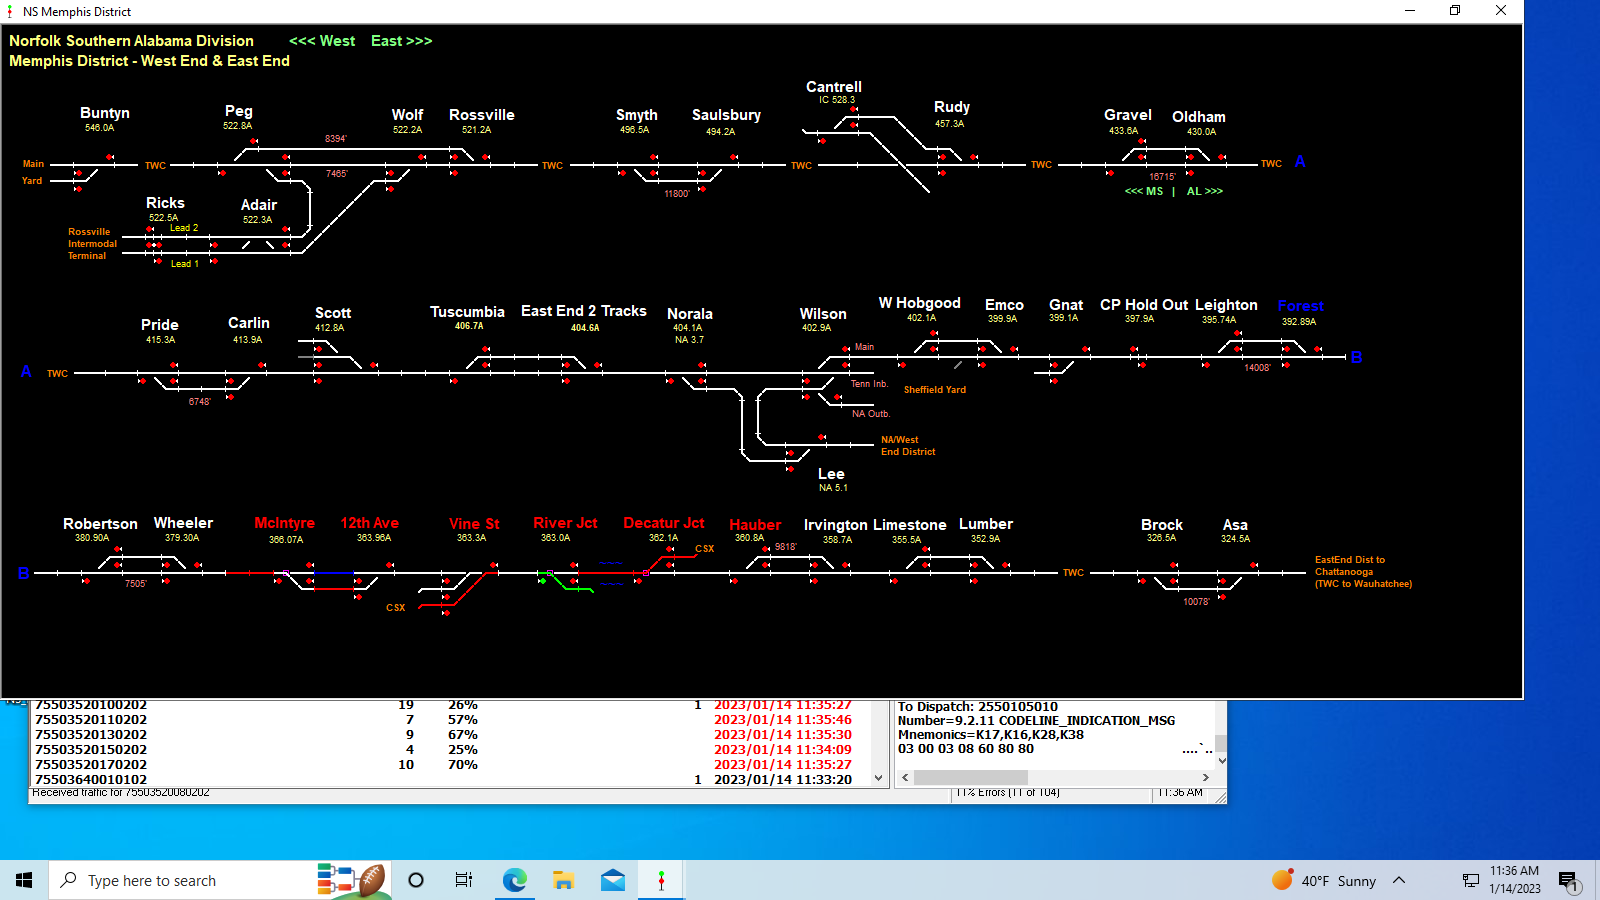 NS Memphis District
Norfolk Southern Alabama Division <<< West East >>>
Memphis District - West End & East End
Buntyn
546.0A
Peg
522.8A
Wolf
522.2A
Rossville
521.2A
Smyth
496.5A
Saulsbury
494.2A
Cantrell
IC 528.3
Rudy
457.3A
Gravel
433.6A
Oldham
430.0A
Main
Yard
TWC
8394'
7465'
TWC
11800'
TWC
TWC
16715'
TWC
A
<<< MS | AL >>>
Ricks
522.5A
Adair
522.3A
Lead 2
Lead 1
Rossville
Intermodal
Terminal
Pride
415.3A
Carlin
413.9A
Scott
412.8A
Tuscumbia
406.7A
East End 2 Tracks
404.6A
Norala
404.1A
NA 3.7
Wilson
402.9A
W Hobgood
402.1A
Emco
399.9A
Gnat
399.1A
CP Hold Out
397.9A
Leighton
395.74A
Forest
392.89A
A
TWC
6748'
Main
Tenn Inb.
NA Outb.
Sheffield Yard
14008'
B
NA/West
End District
Lee
NA 5.1
Robertson
380.90A
Wheeler
379.30A
McIntyre
366.07A
12th Ave
363.96A
Vine St
363.3A
River Jct
363.0A
Decatur Jct
362.1A
Hauber
360.8A
Irvington
358.7A
Limestone
355.5A
Lumber
352.9A
Brock
326.5A
Asa
324.5A
B
7505'
CSX
CSX
9818'
TWC
10078'
EastEnd Dist to
Chattanooga
(TWC to Wauhatchee)
75503520100202 19 26% 1 2023/01/14 11:35:27
75503520110202 7 57% 2023/01/14 11:35:46
75503520130202 9 67% 2023/01/14 11:35:30
75503520150202 4 25% 2023/01/14 11:34:09
75503520170202 10 70% 2023/01/14 11:35:27
75503640010102 1 2023/01/14 11:33:20
To Dispatch: 2550105010
Number=9.2.11 CODELINE_INDICATION_MSG
Mnemonics=K17,K16,K28,K38
03 00 03 08 60 80 80 ....`..
Received traffic for 75503520080202
11% Errors (11 of 104)
11:36 AM
Type here to search
40°F Sunny
11:36 AM
1/14/2023
1